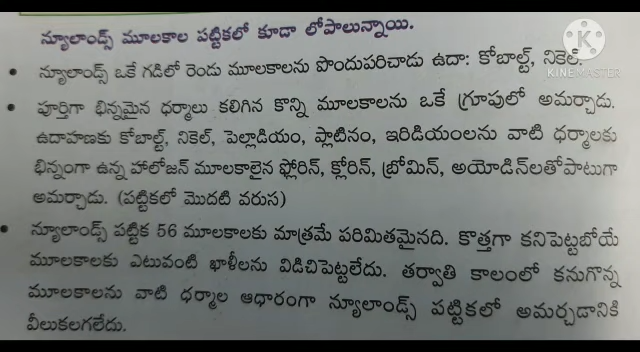 న్యూలాండ్స్ మూలకాల పట్టికలో కూడా లోపాలున్నాయి.
• న్యూలాండ్స్ ఒకే గడిలో రెండు మూలకాలను పొందుపరిచాడు ఉదా: కోబాల్ట్, నికెల్.
KINEMASTER
• పూర్తిగా భిన్నమైన ధర్మాలు కలిగిన కొన్ని మూలకాలను ఒకే గ్రూపులో అమర్చాడు.
ఉదాహణకు కోబాల్ట్, నికెల్, పెల్లాడియం, ప్లాటినం, ఇరిడియంలను వాటి ధర్మాలకు
భిన్నంగా ఉన్న హాలోజన్ మూలకాలైన ఫ్లోరిన్, క్లోరిన్, బ్రోమిన్, అయోడిన్‌లతోపాటుగా
అమర్చాడు. (పట్టికలో మొదటి వరుస)
• న్యూలాండ్స్ పట్టిక 56 మూలకాలకు మాత్రమే పరిమితమైనది. కొత్తగా కనిపెట్టబోయే
మూలకాలకు ఎటువంటి ఖాళీలను విడిచిపెట్టలేదు. తర్వాతి కాలంలో కనుగొన్న
మూలకాలను వాటి ధర్మాల ఆధారంగా న్యూలాండ్స్ పట్టికలో అమర్చడానికి
వీలుకలగలేదు.